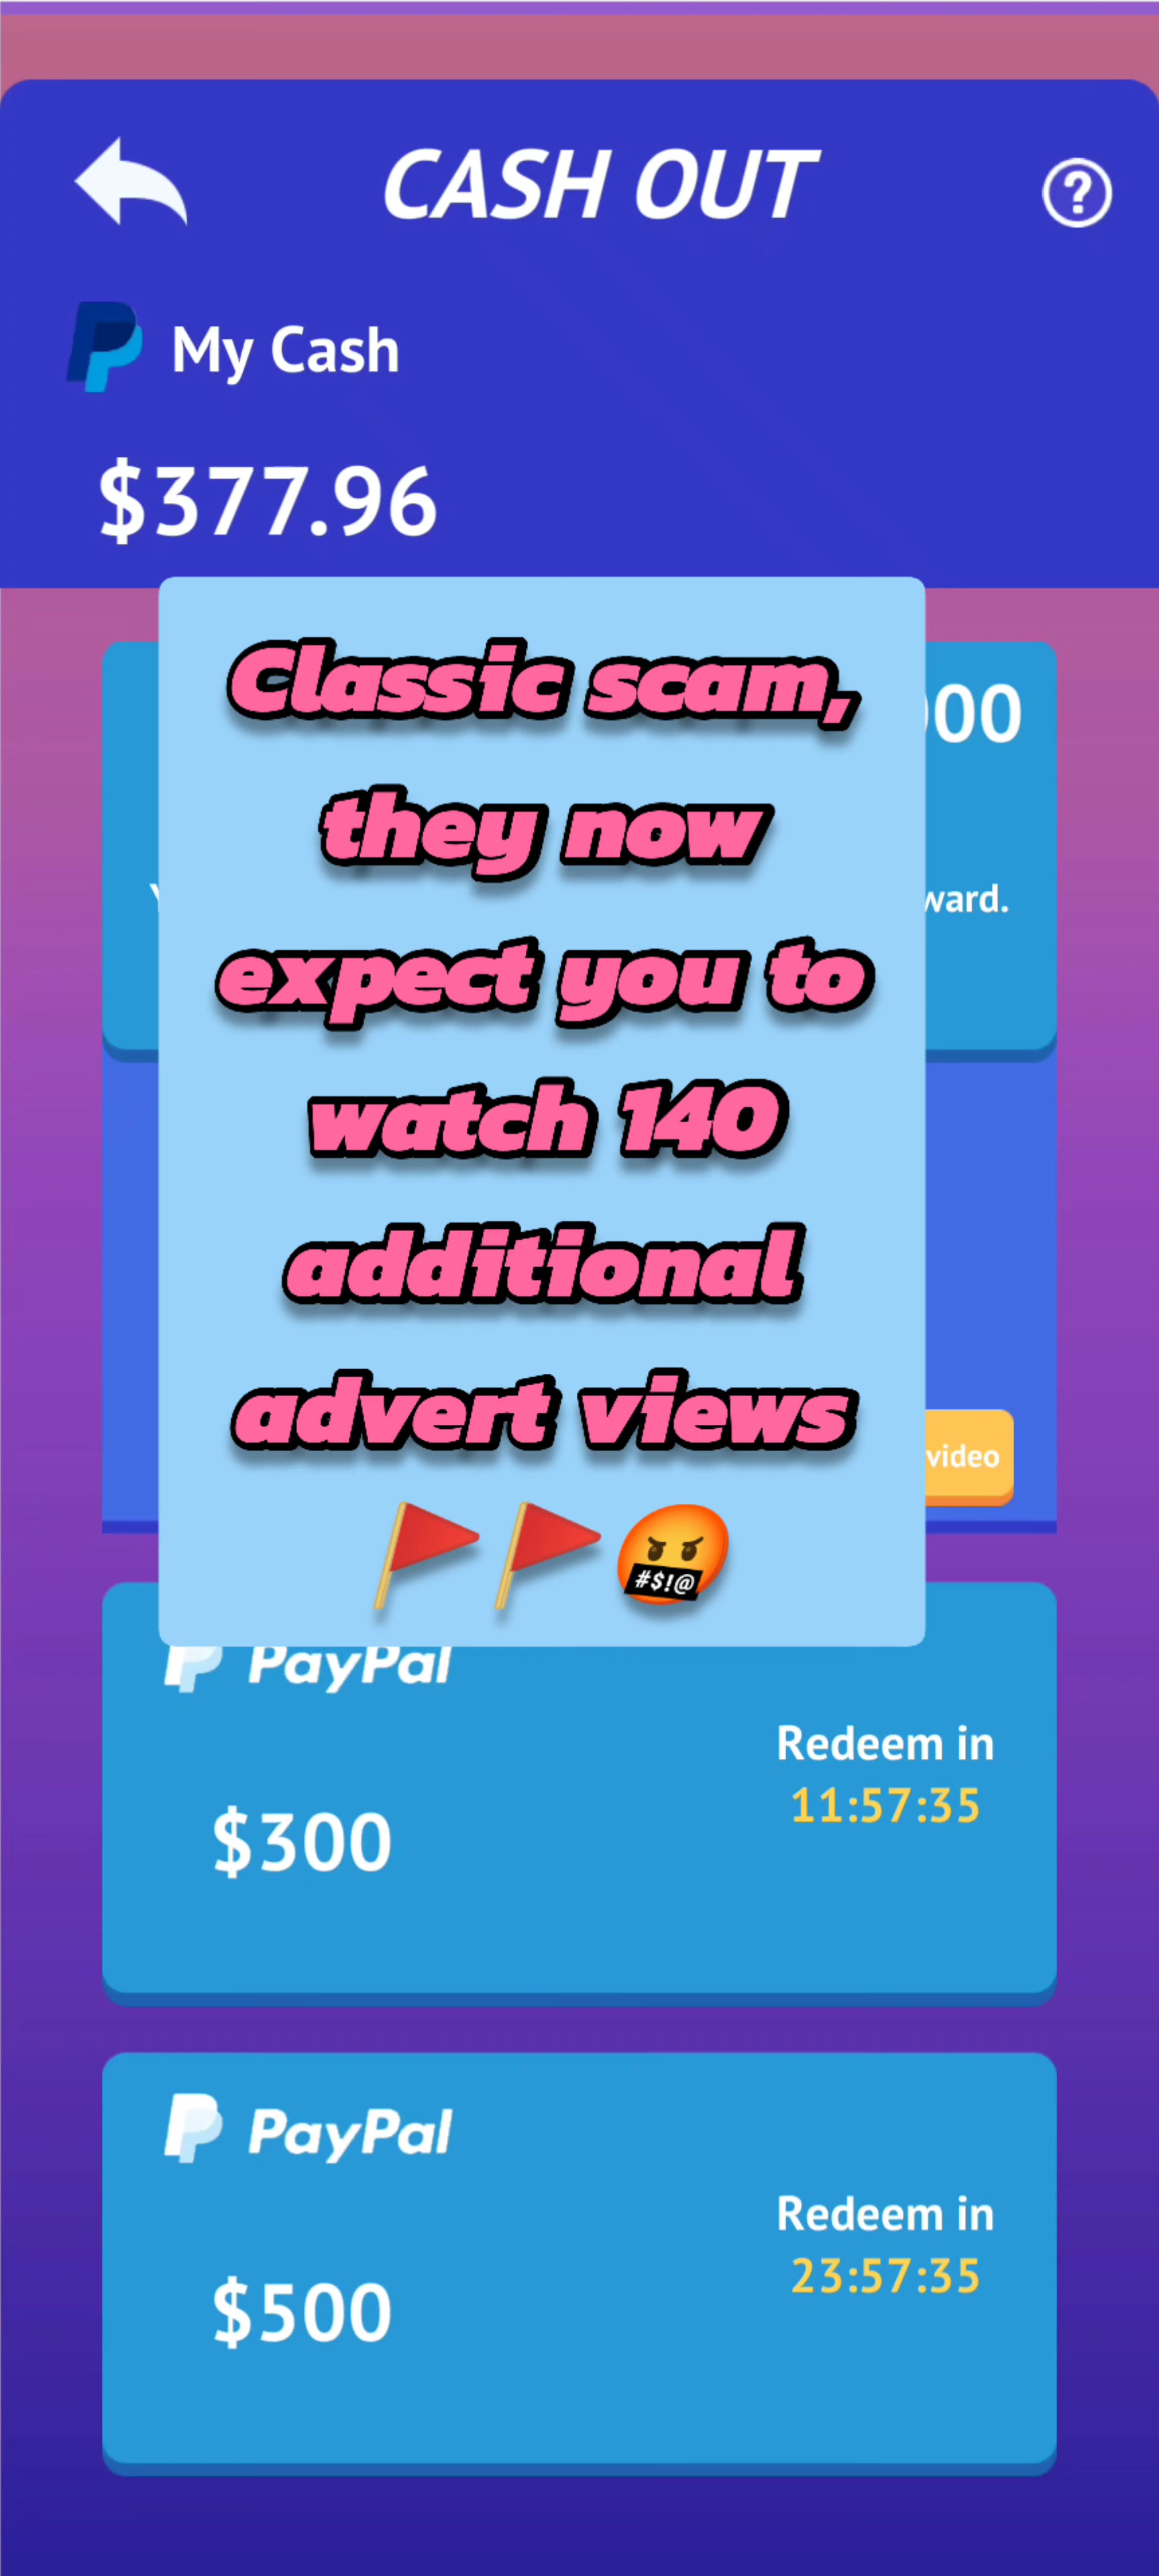 CASH OUT
?
My Cash
$377.96
Classic scam,
they now
expect you to
watch 140
additional
advert views
#$!@
video
PayPal
Redeem in
11:57:35
$300
PayPal
Redeem in
23:57:35
$500